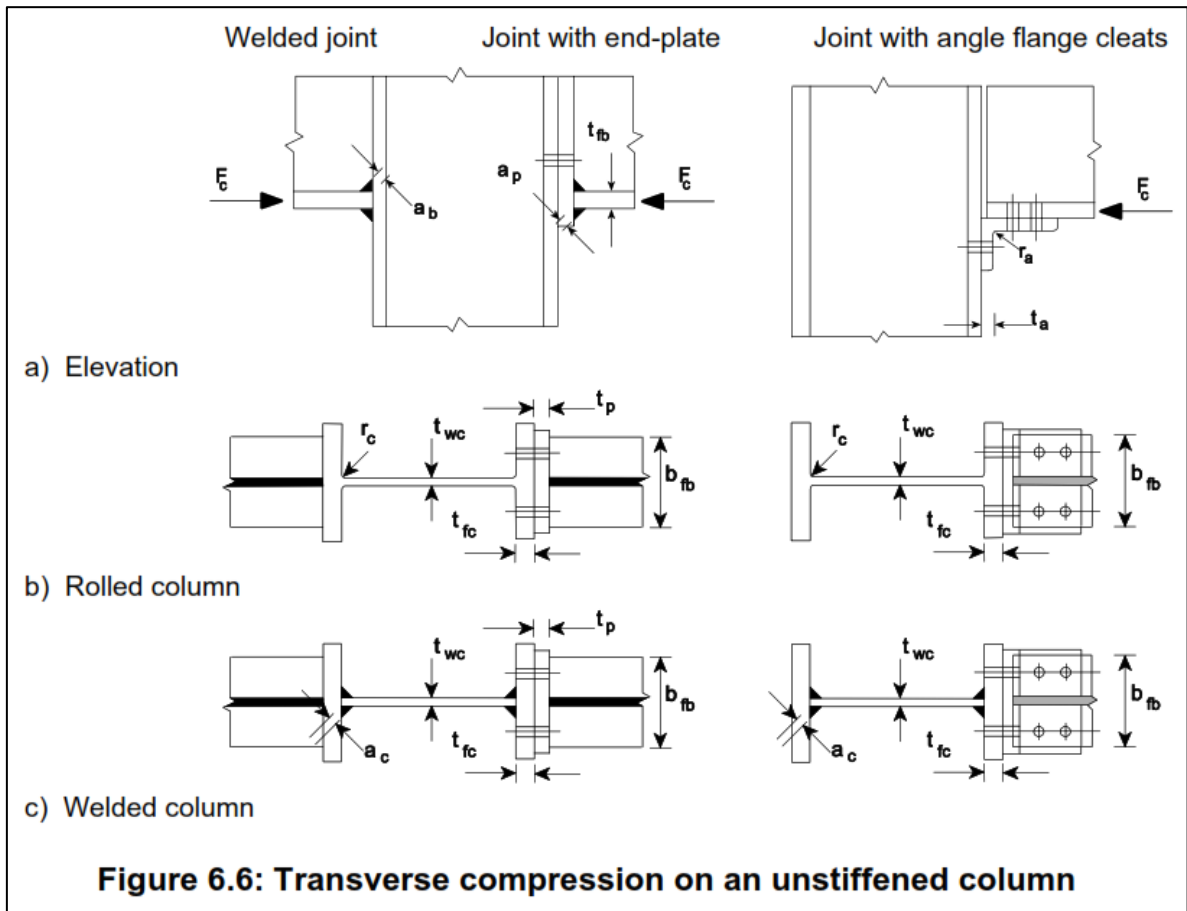 Welded joint
Joint with end-plate
Joint with angle flange cleats
t fb
a p
F c
a b
F c
F c
r a
t a
a) Elevation
t p
r c
t wc
b fb
t fc
r c
t wc
b fb
t fc
b) Rolled column
t p
t wc
b fb
a c
t fc
t wc
b fb
a c
t fc
c) Welded column
Figure 6.6: Transverse compression on an unstiffened column